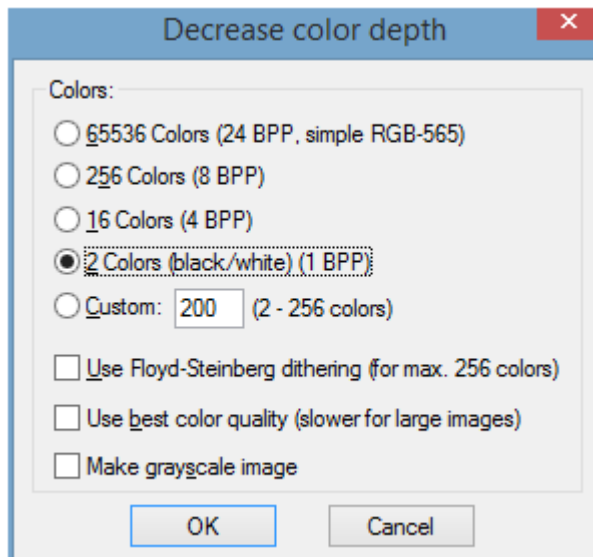 Decrease color depth
Colors:
65536 Colors (24 BPP, simple RGB-565)
256 Colors (8 BPP)
16 Colors (4 BPP)
2 Colors (black/white) (1 BPP)
Custom: 200 (2 - 256 colors)
Use Floyd-Steinberg dithering (for max. 256 colors)
Use best color quality (slower for large images)
Make grayscale image
OK Cancel